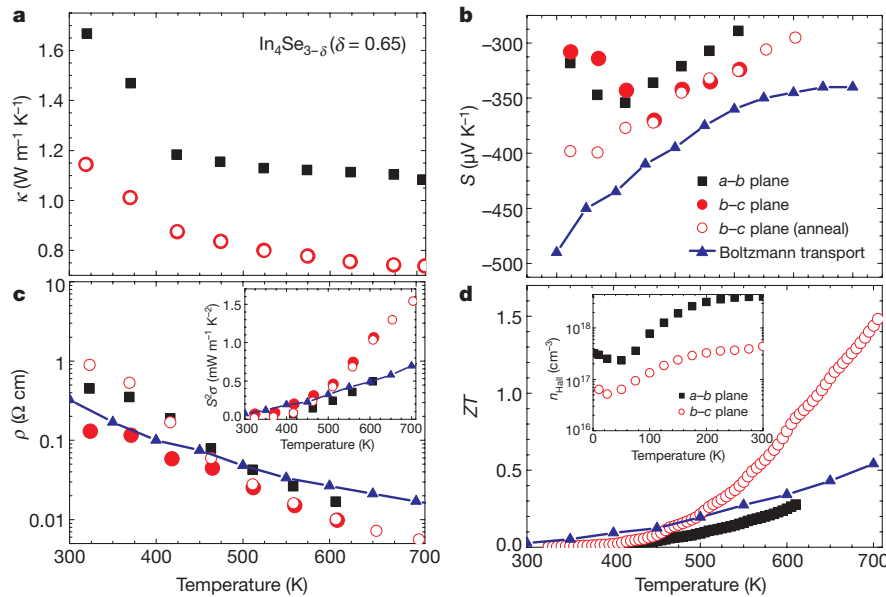 a
In4Se3−δ(δ = 0.65)
κ (W m−1 K−1)
1.6
1.4
1.2
1.0
0.8
b
S (μV K−1)
−300
−350
−400
−450
−500
a–b plane
b–c plane
b–c plane (anneal)
Boltzmann transport
c
ρ (Ω cm)
10
1
0.1
0.01
300 400 500 600 700
Temperature (K)
S2σ (mW m−1 K−2)
1.5
1.0
0.5
0.0
300 400 500 600 700
Temperature (K)
d
ZT
1.5
1.0
0.5
0.0
300 400 500 600 700
Temperature (K)
nHall (cm−3)
1018
1017
1016
0 100 200 300
Temperature (K)
a–b plane
b–c plane